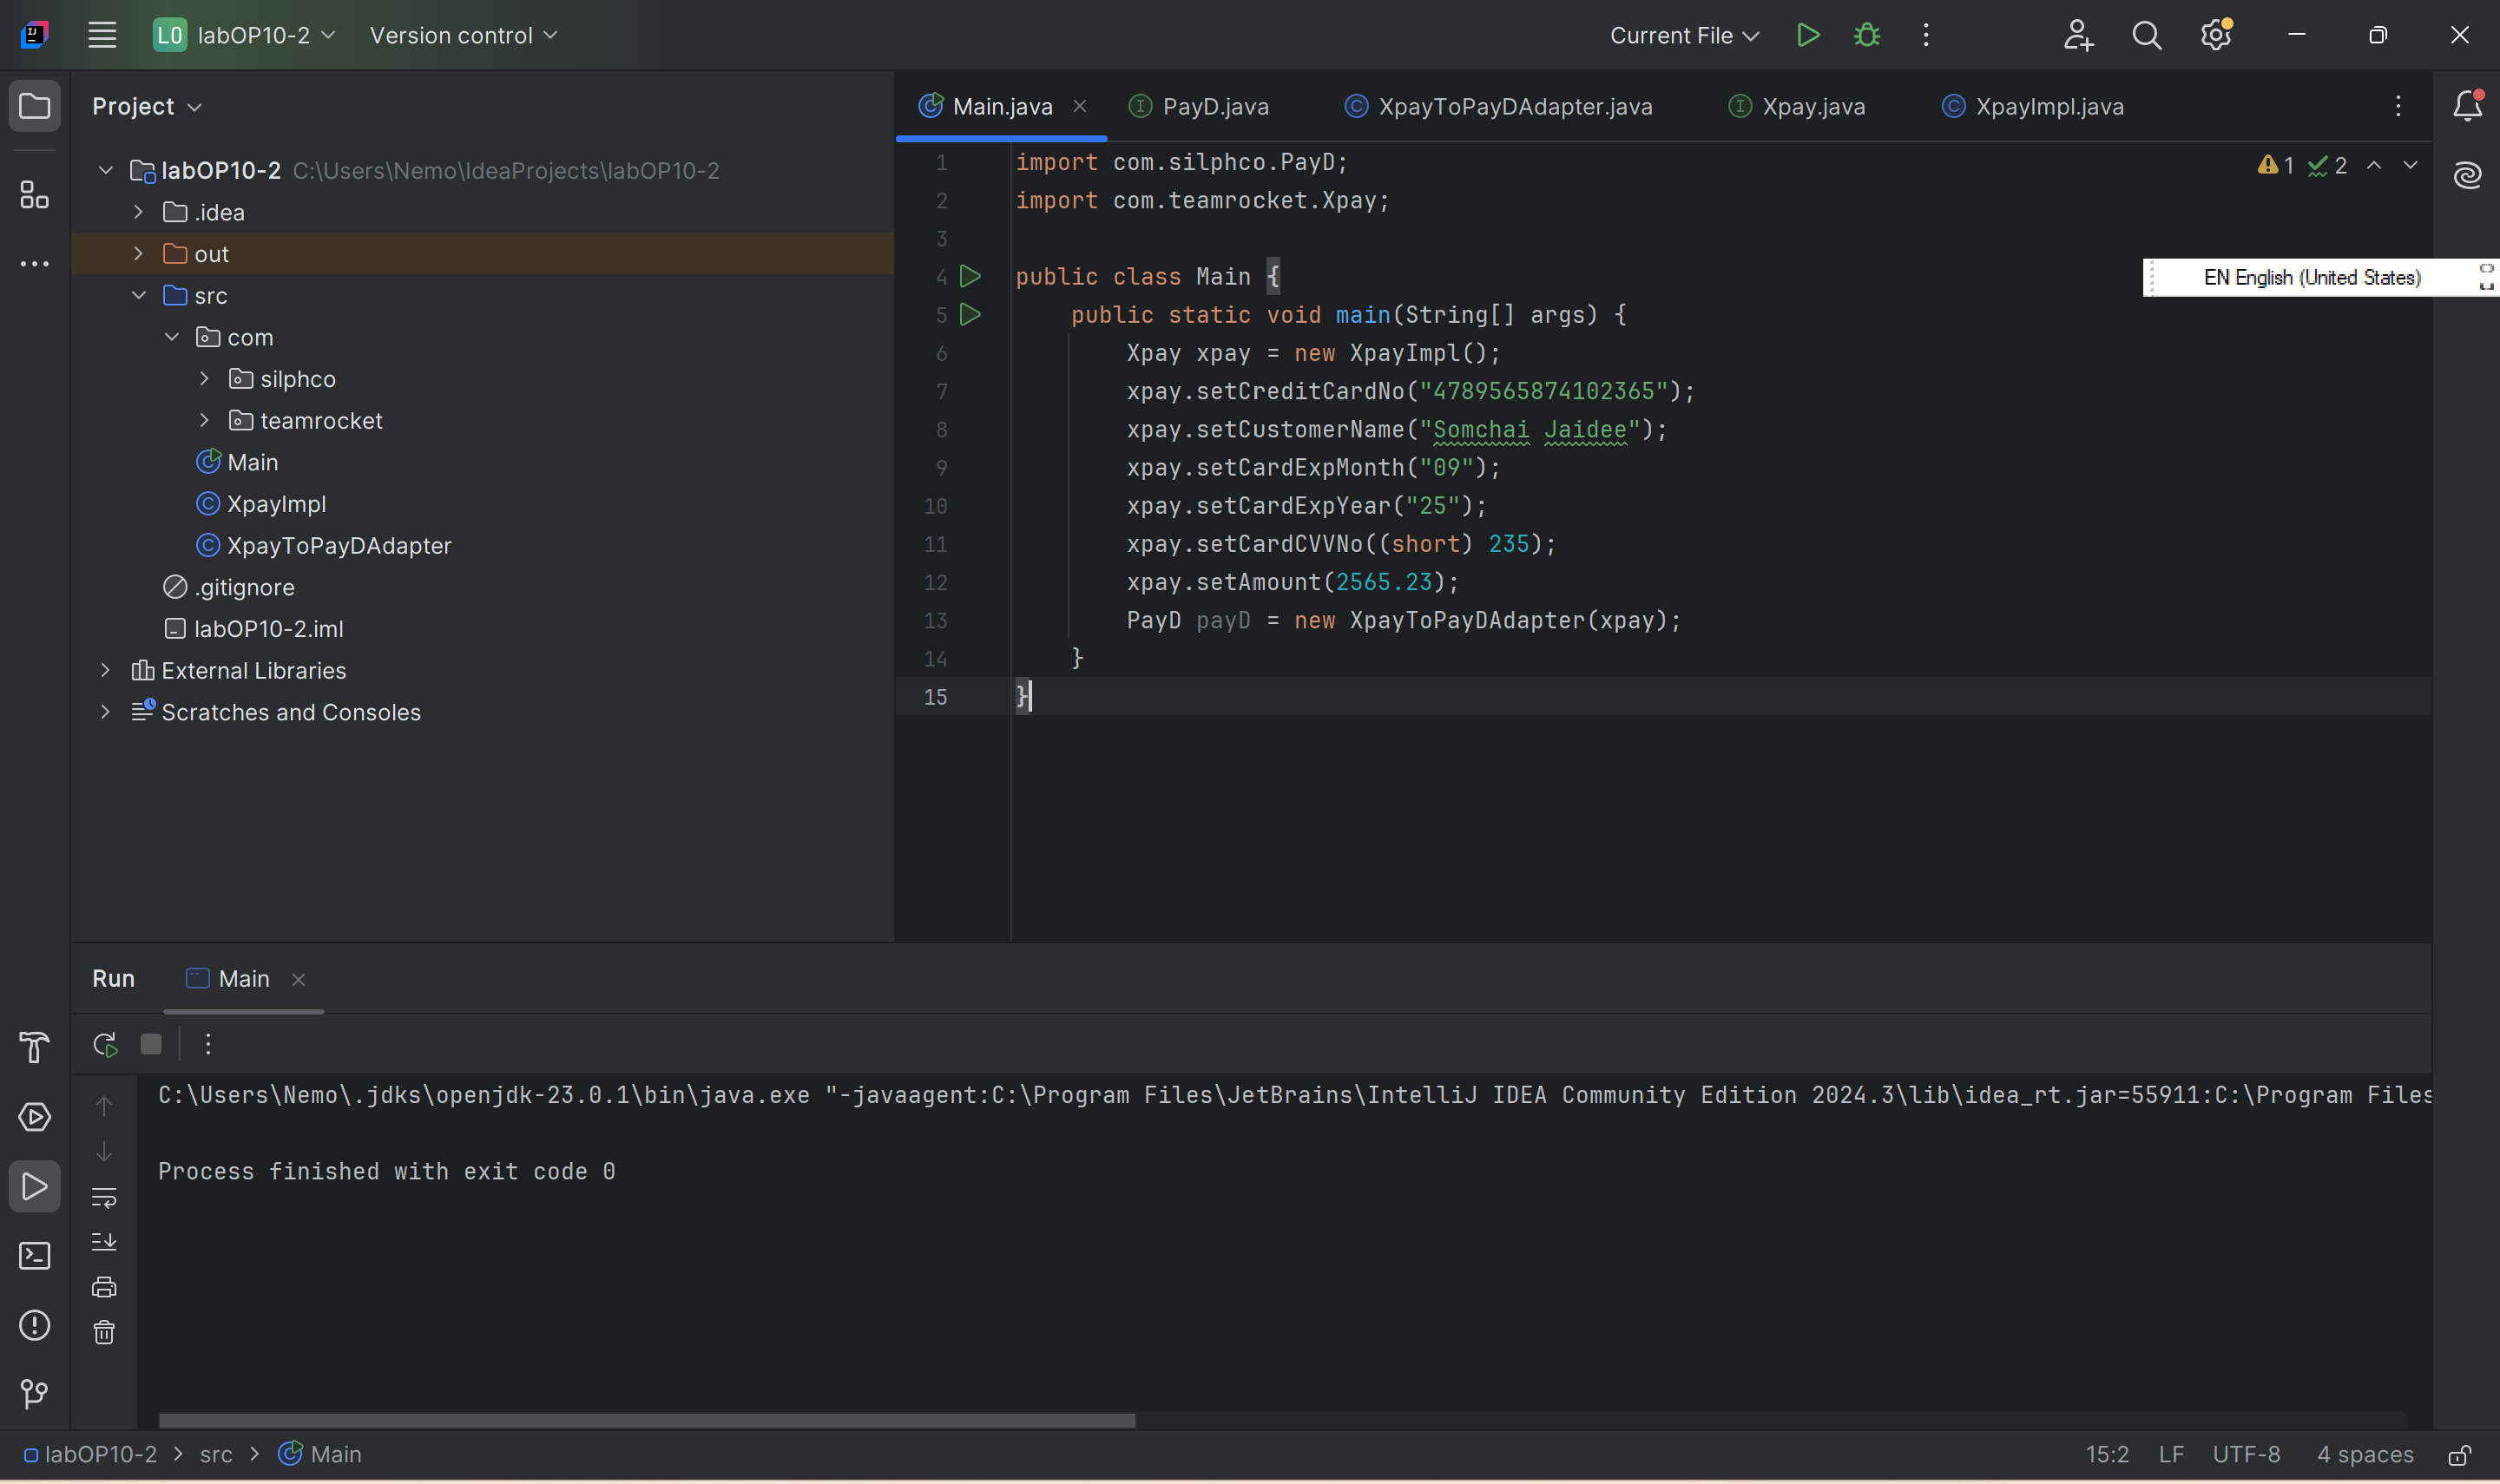 LO labOP10-2 Version control Current File
Project
Main.java PayD.java XpayToPayDAdapter.java Xpay.java XpayImpl.java
labOP10-2 C:\Users\Nemo\IdeaProjects\labOP10-2
.idea
out
src
com
silphco
teamrocket
Main
XpayImpl
XpayToPayDAdapter
.gitignore
labOP10-2.iml
External Libraries
Scratches and Consoles
1 import com.silphco.PayD;
2 import com.teamrocket.Xpay;
3
4 public class Main {
5 public static void main(String[] args) {
6 Xpay xpay = new XpayImpl();
7 xpay.setCreditCardNo("4789565874102365");
8 xpay.setCustomerName("Somchai Jaidee");
9 xpay.setCardExpMonth("09");
10 xpay.setCardExpYear("25");
11 xpay.setCardCVVNo((short) 235);
12 xpay.setAmount(2565.23);
13 PayD payD = new XpayToPayDAdapter(xpay);
14 }
15 }
1 2
EN English (United States)
Run Main
C:\Users\Nemo\.jdks\openjdk-23.0.1\bin\java.exe "-javaagent:C:\Program Files\JetBrains\IntelliJ IDEA Community Edition 2024.3\lib\idea_rt.jar=55911:C:\Program Files
Process finished with exit code 0
labOP10-2 > src > Main 15:2 LF UTF-8 4 spaces